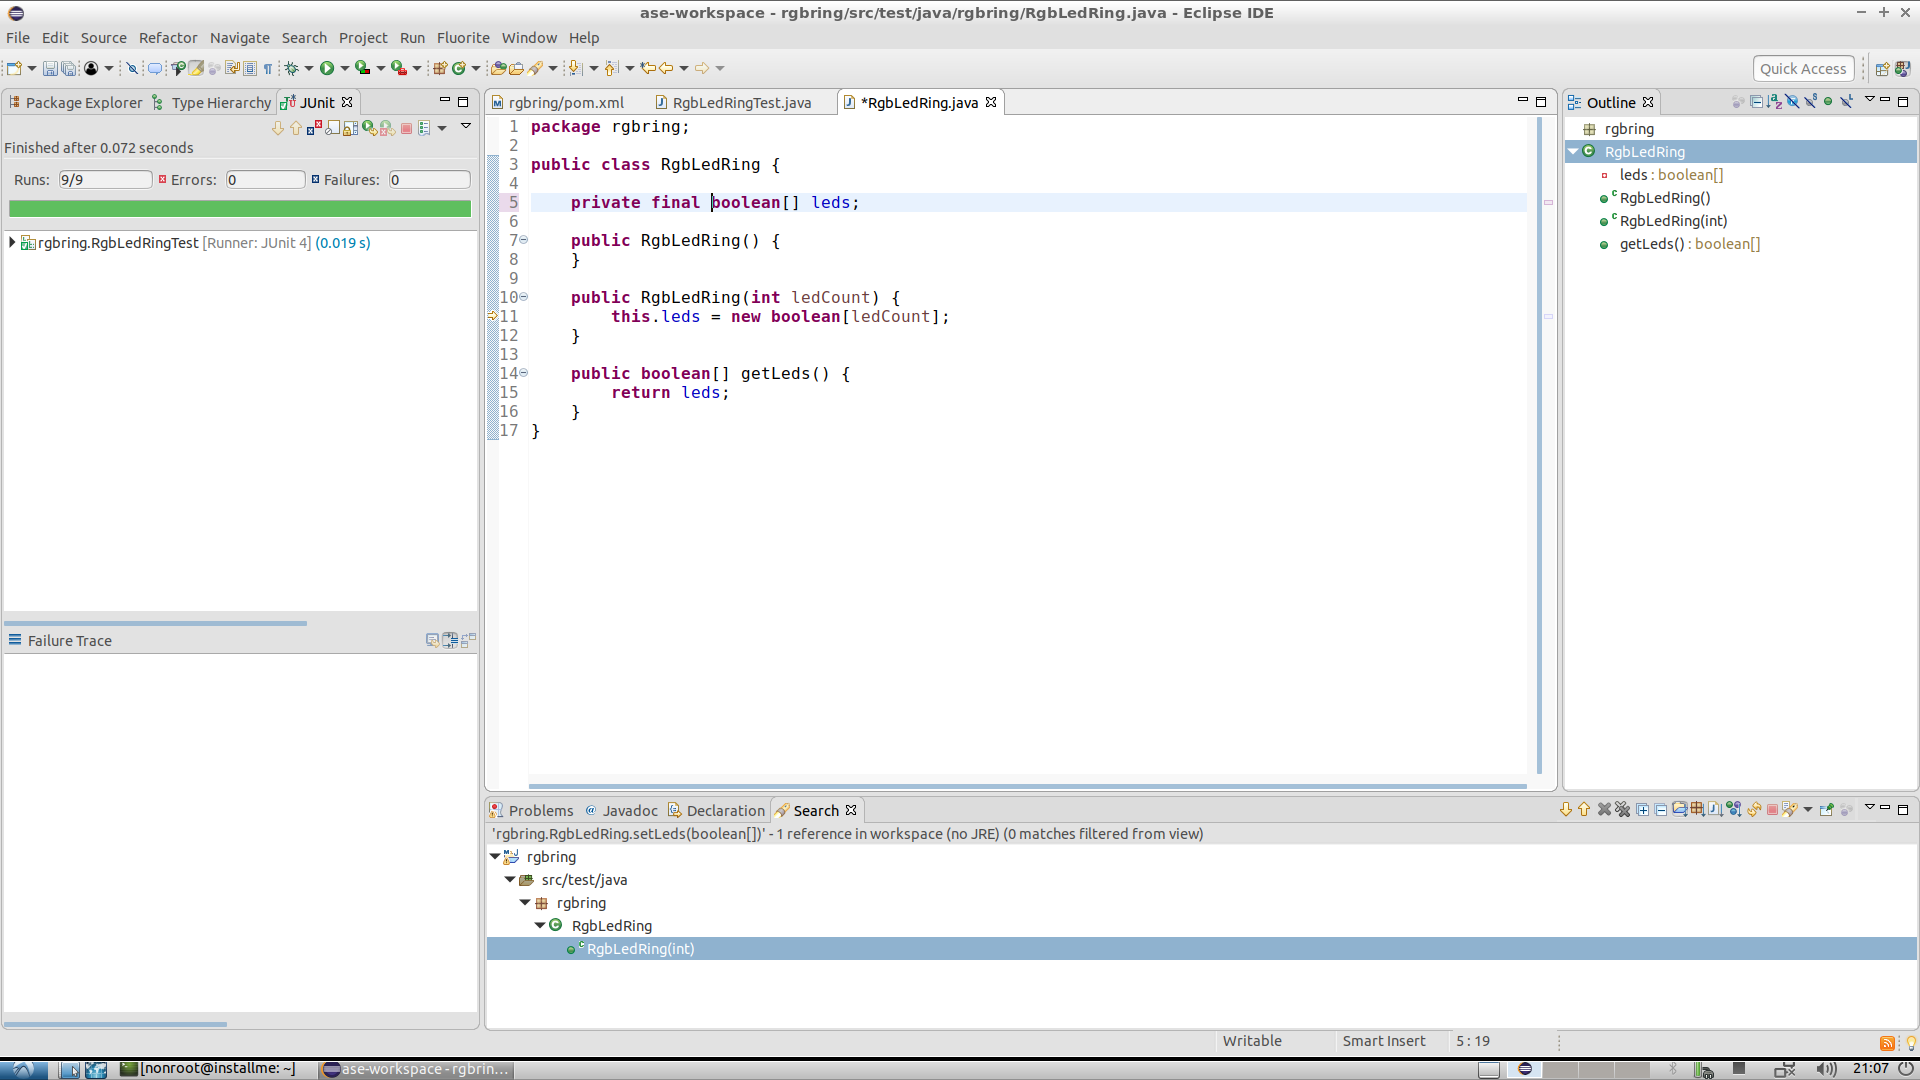 ase-workspace - rgbring/src/test/java/rgbring/RgbLedRing.java - Eclipse IDE
File Edit Source Refactor Navigate Search Project Run Fluorite Window Help
Quick Access
Package Explorer Type Hierarchy JUnit
Finished after 0.072 seconds
Runs: 9/9 Errors: 0 Failures: 0
rgbring.RgbLedRingTest [Runner: JUnit 4] (0.019 s)
Failure Trace
rgbring/pom.xml RgbLedRingTest.java *RgbLedRing.java
1 package rgbring;
2
3 public class RgbLedRing {
4
5 private final boolean[] leds;
6
7 public RgbLedRing() {
8 }
9
10 public RgbLedRing(int ledCount) {
11 this.leds = new boolean[ledCount];
12 }
13
14 public boolean[] getLeds() {
15 return leds;
16 }
17 }
Outline
rgbring
RgbLedRing
leds : boolean[]
RgbLedRing()
RgbLedRing(int)
getLeds() : boolean[]
Problems Javadoc Declaration Search
'rgbring.RgbLedRing.setLeds(boolean[])' - 1 reference in workspace (no JRE) (0 matches filtered from view)
rgbring
src/test/java
rgbring
RgbLedRing
RgbLedRing(int)
Writable Smart Insert 5 : 19
[nonroot@installme: ~] ase-workspace - rgbrin... 21:07